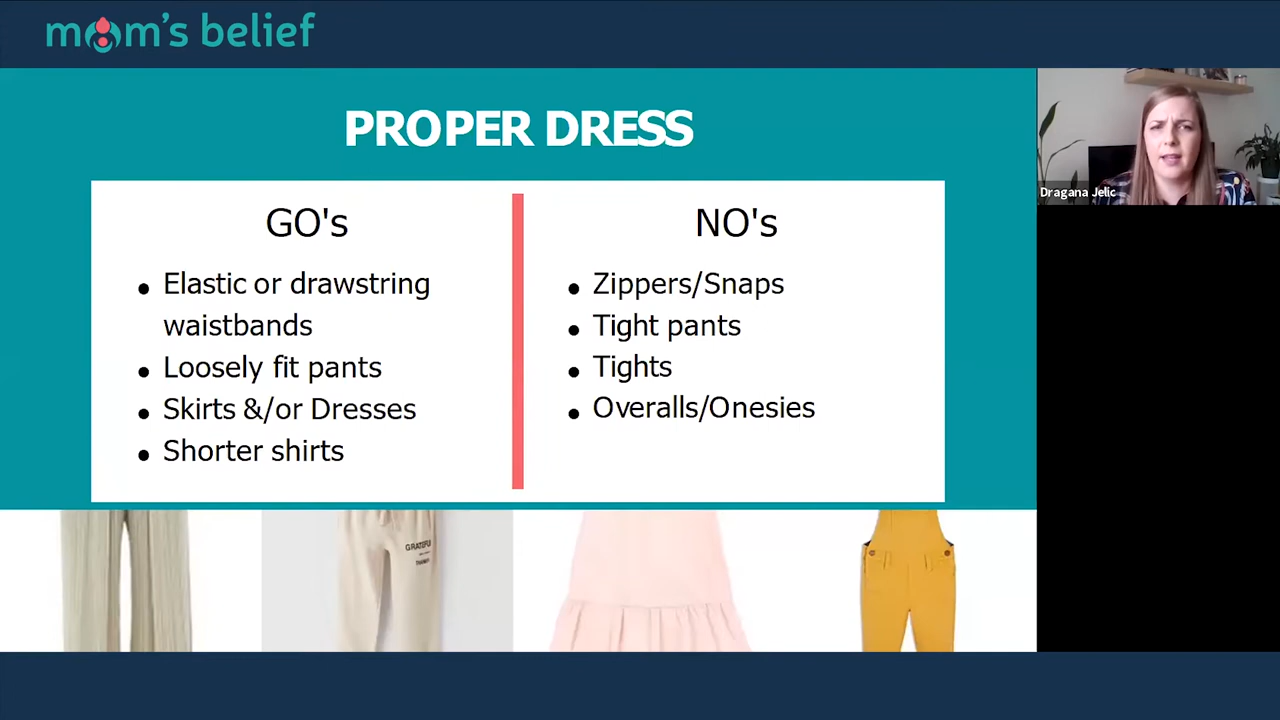 mom's belief
PROPER DRESS
GO's
Elastic or drawstring
waistbands
Loosely fit pants
Skirts &/or Dresses
Shorter shirts
NO's
Zippers/Snaps
Tight pants
Tights
Overalls/Onesies
Dragana Jelic